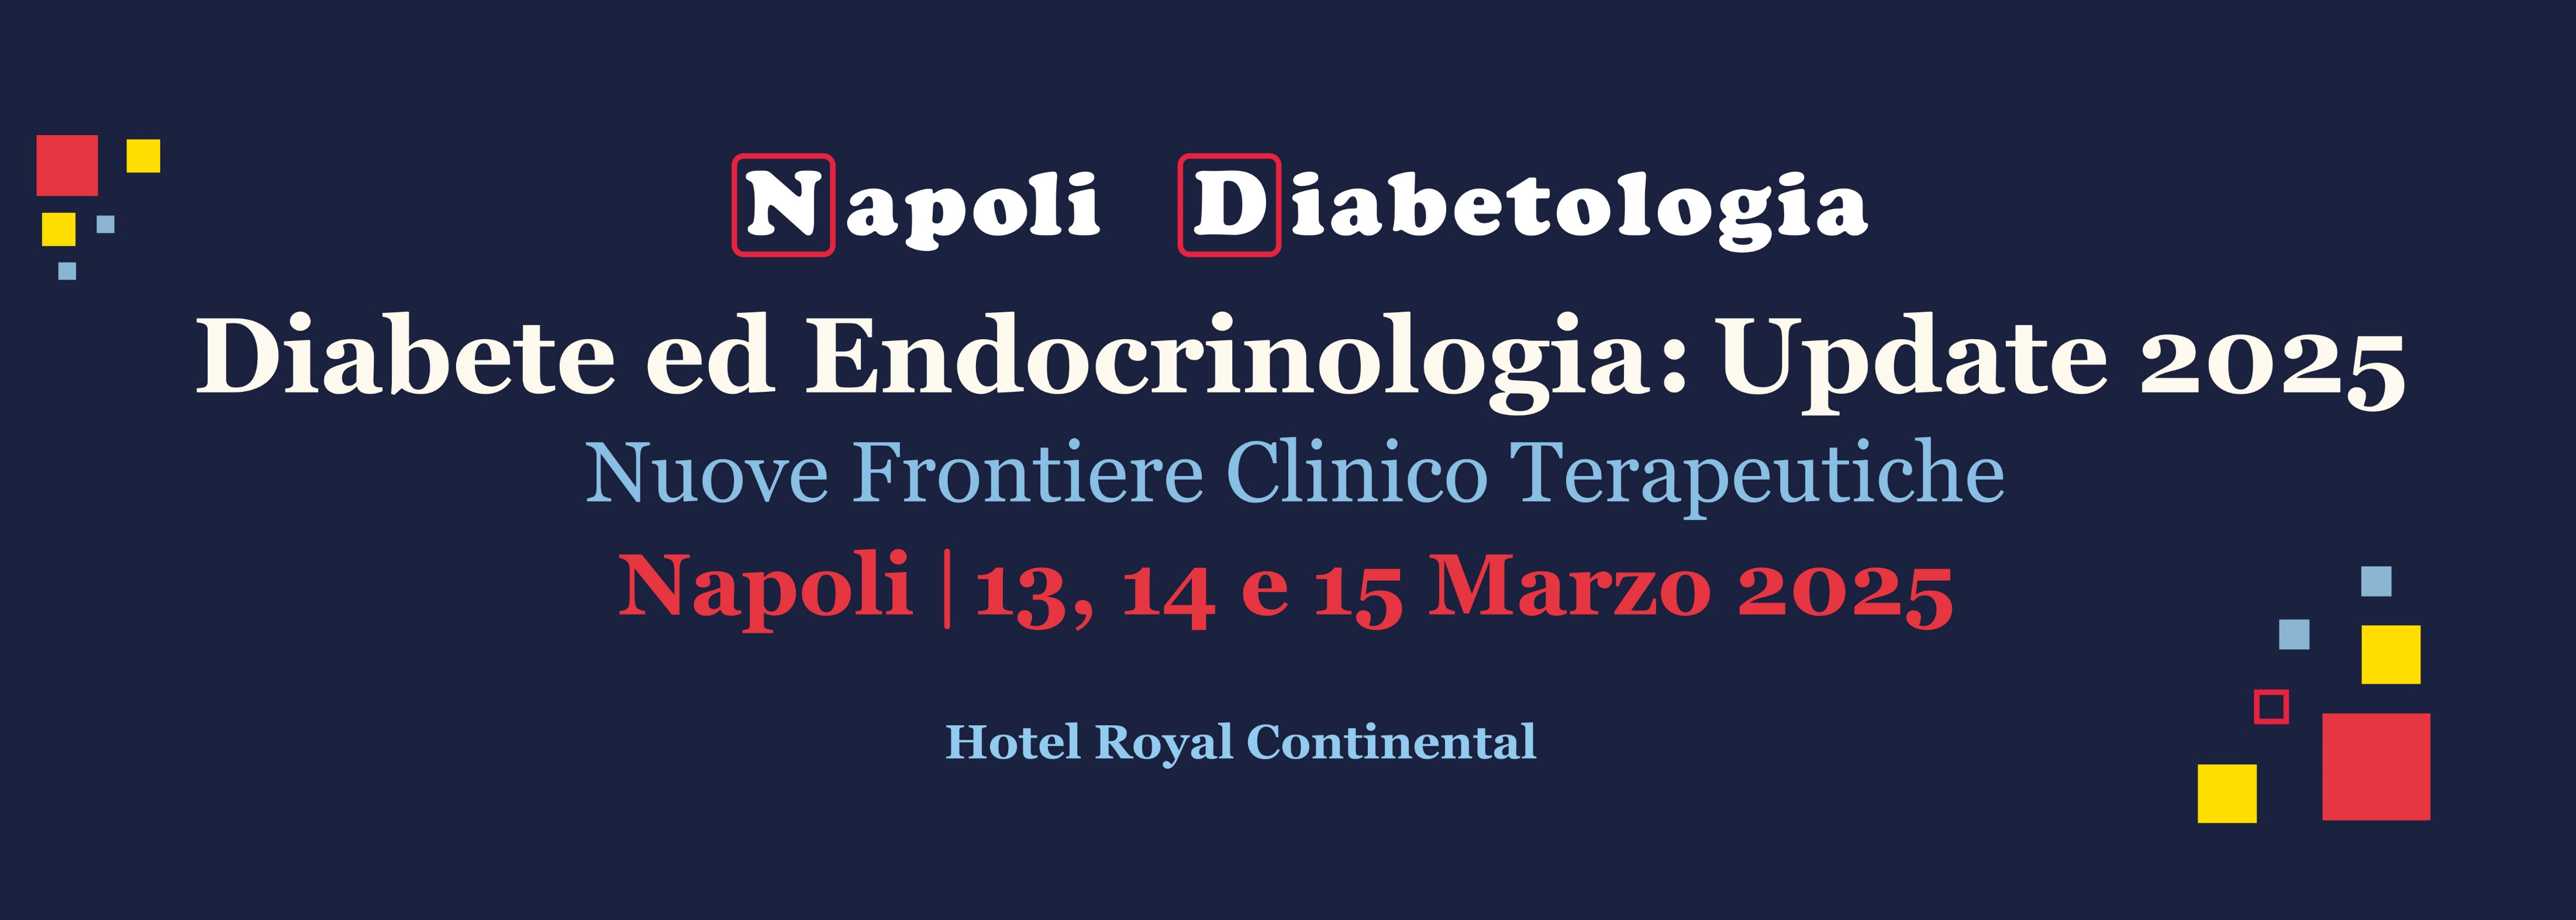 Napoli Diabetologia
Diabete ed Endocrinologia: Update 2025
Nuove Frontiere Clinico Terapeutiche
Napoli | 13, 14 e 15 Marzo 2025
Hotel Royal Continental